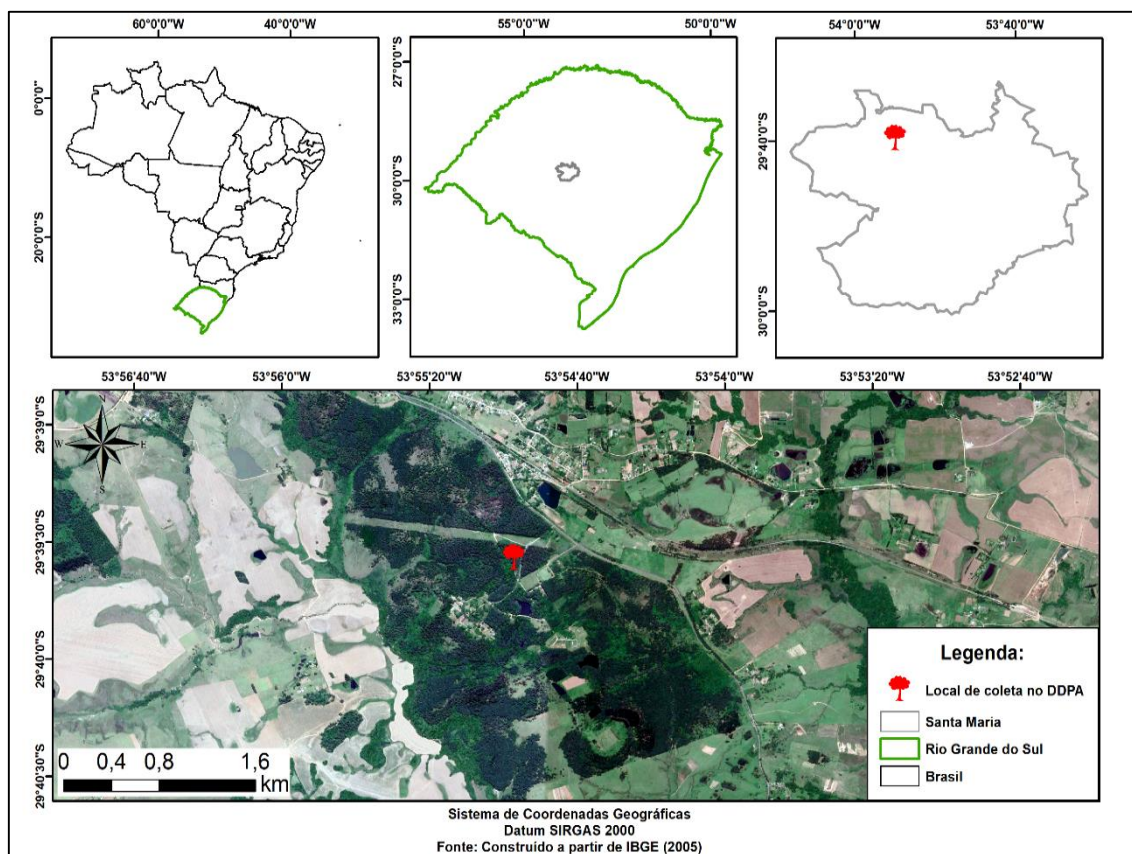 60°0'0"W 40°0'0"W
0°0'0"
20°0'0"S
55°0'0"W 50°0'0"W
27°0'0"S
30°0'0"S
33°0'0"S
54°0'0"W 53°40'0"W
29°40'0"S
30°0'0"S
53°56'40"W 53°56'0"W 53°55'20"W 53°54'40"W 53°54'0"W 53°53'20"W 53°52'40"W
29°39'0"S
29°39'30"S
29°40'0"S
29°40'30"S
N
W E
S
Legenda:
Local de coleta no DDPA
Santa Maria
Rio Grande do Sul
Brasil
0 0,4 0,8 1,6
km
Sistema de Coordenadas Geográficas
Datum SIRGAS 2000
Fonte: Construído a partir de IBGE (2005)